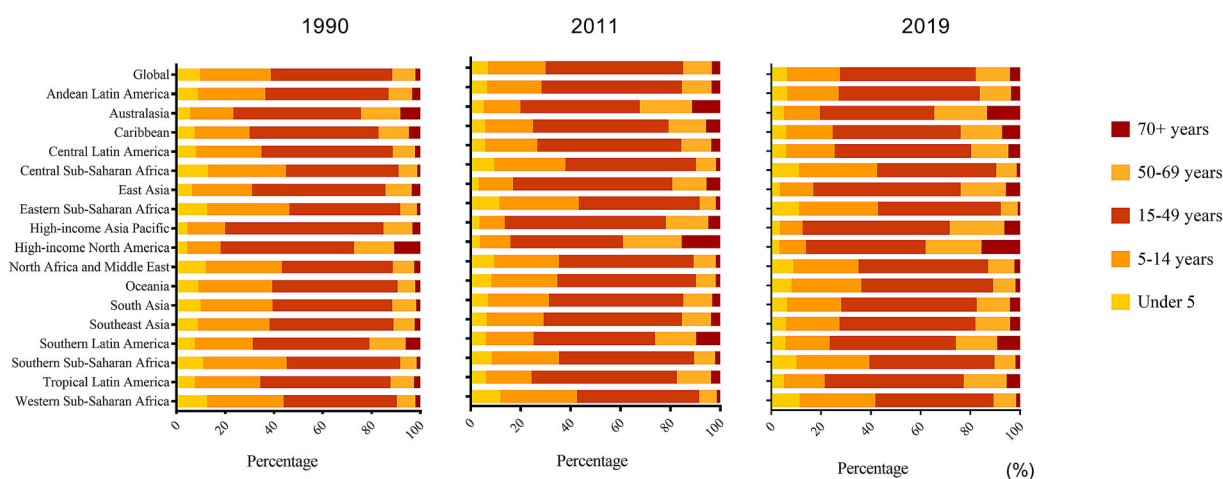 1990
2011
2019
Global
Andean Latin America
Australasia
Caribbean
Central Latin America
Central Sub-Saharan Africa
East Asia
Eastern Sub-Saharan Africa
High-income Asia Pacific
High-income North America
North Africa and Middle East
Oceania
South Asia
Southeast Asia
Southern Latin America
Southern Sub-Saharan Africa
Tropical Latin America
Western Sub-Saharan Africa
0 20 40 60 80 100
0 20 40 60 80 100
0 20 40 60 80 100
Percentage
Percentage
Percentage
(%)
70+ years
50-69 years
15-49 years
5-14 years
Under 5